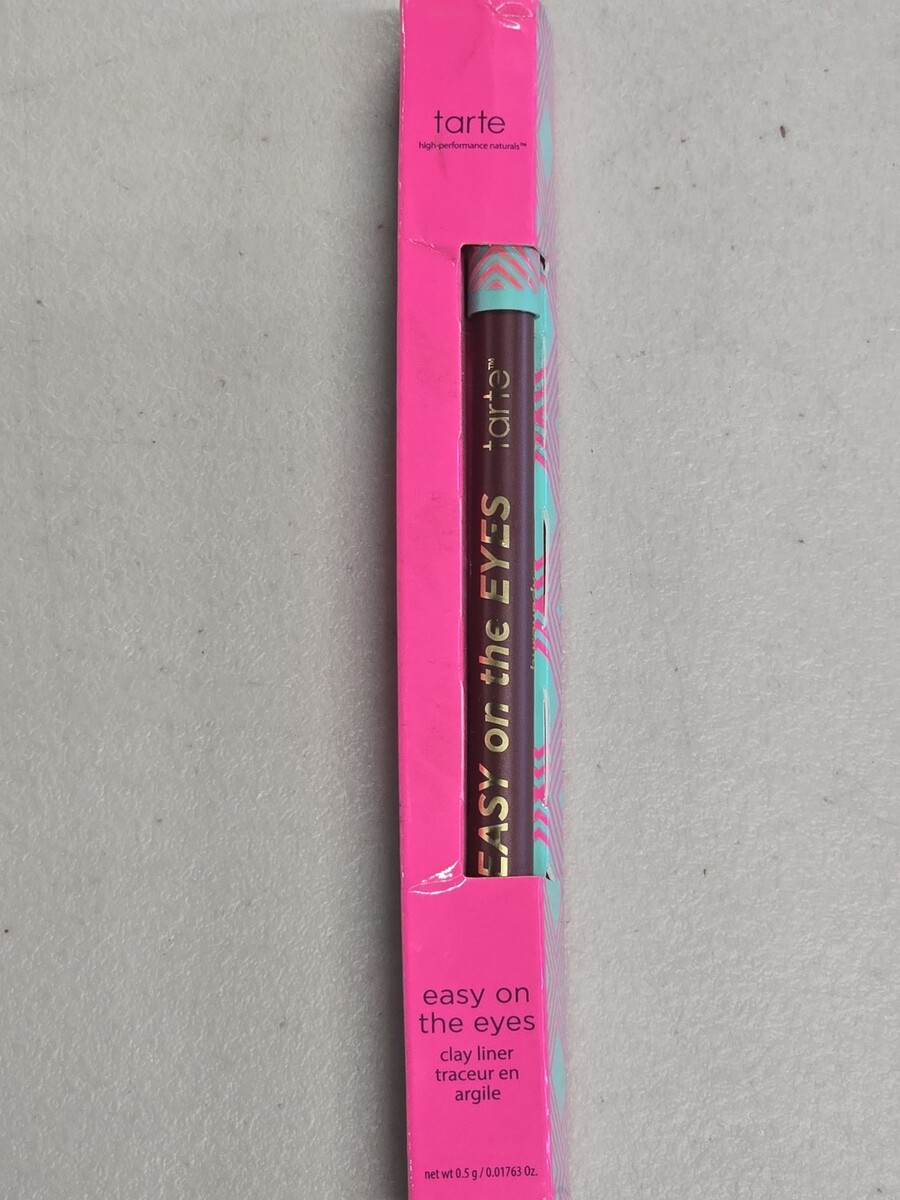 tarte
high-performance naturals™
tarte™
EASY on the EYES
easy on
the eyes
clay liner
traceur en
argile
net wt 0.5 g / 0.01763 Oz.